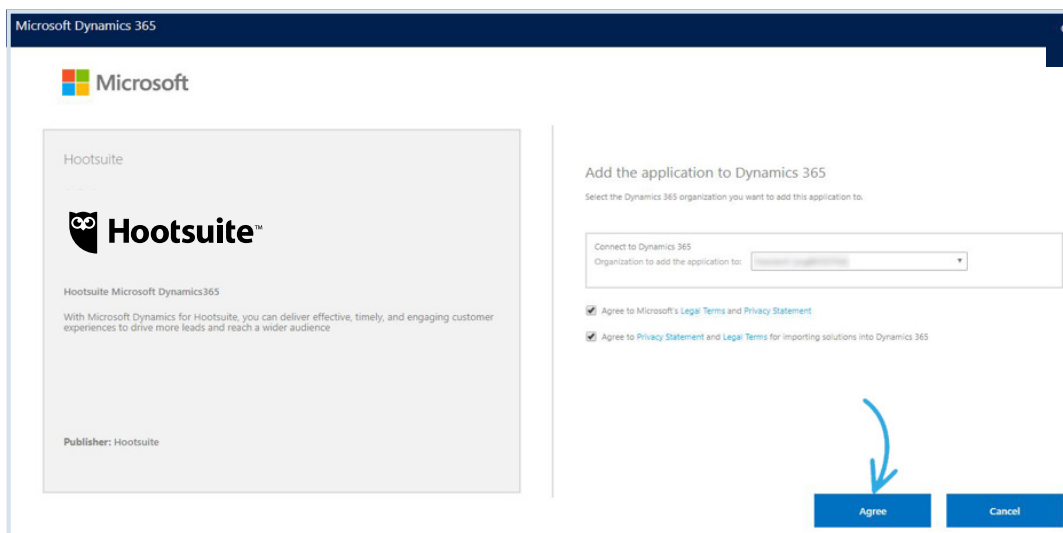 Microsoft Dynamics 365
Microsoft
Hootsuite
Hootsuite™
Hootsuite Microsoft Dynamics365
With Microsoft Dynamics for Hootsuite, you can deliver effective, timely, and engaging customer
experiences to drive more leads and reach a wider audience
Publisher: Hootsuite
Add the application to Dynamics 365
Select the Dynamics 365 organization you want to add this application to.
Connect to Dynamics 365
Organization to add the application to:
Agree to Microsoft's Legal Terms and Privacy Statement
Agree to Privacy Statement and Legal Terms for importing solutions into Dynamics 365
Agree
Cancel